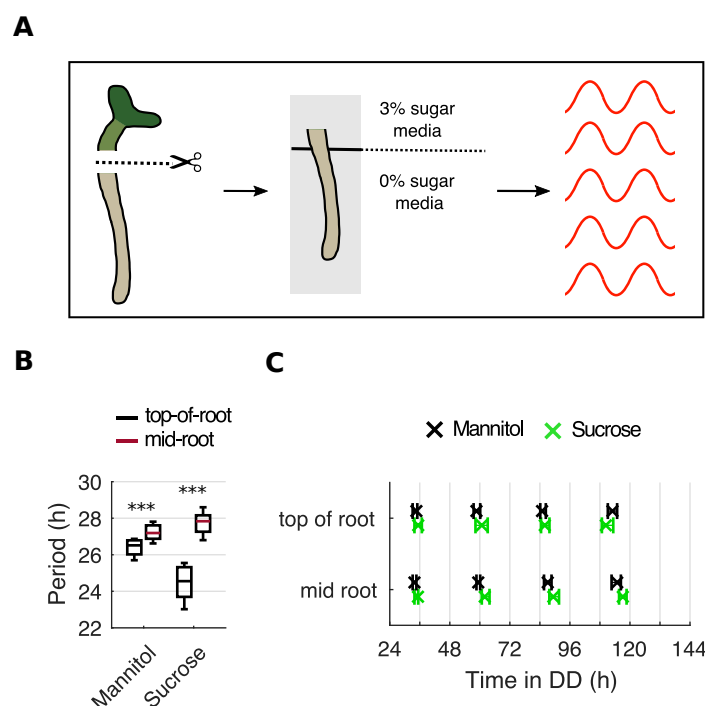 A
3% sugar
media
0% sugar
media
B
top-of-root
mid-root
***
***
Period (h)
30
28
26
24
22
Mannitol
Sucrose
C
Mannitol
Sucrose
top of root
mid root
24 48 72 96 120 144
Time in DD (h)